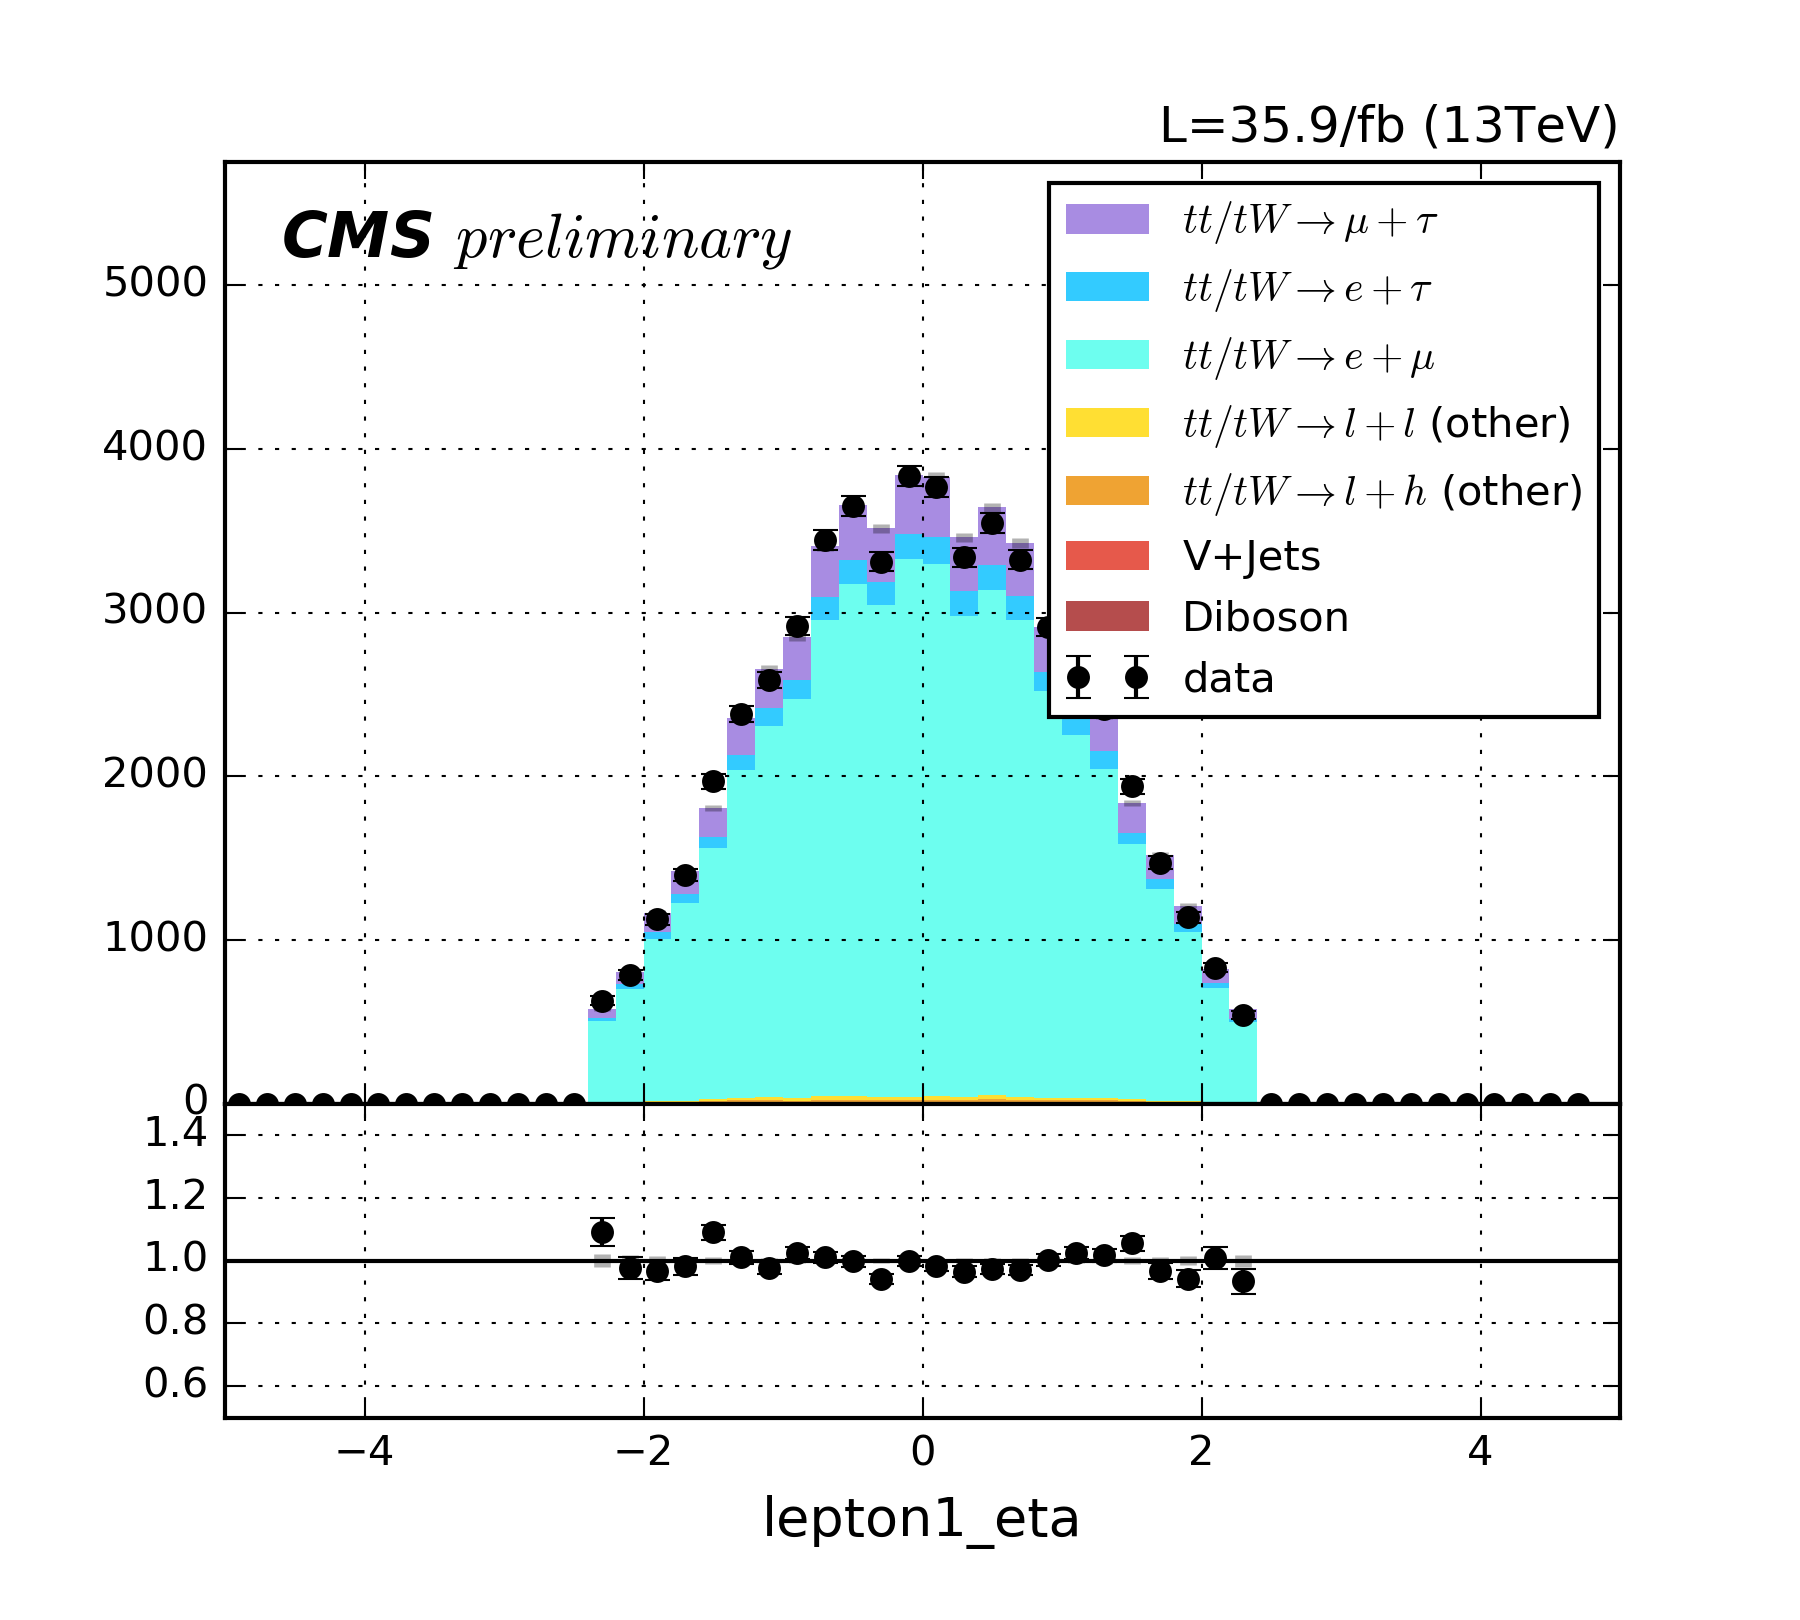 L=35.9/fb (13TeV)
CMS preliminary
tt/tW → μ + τ
tt/tW → e + τ
tt/tW → e + μ
tt/tW → l + l (other)
tt/tW → l + h (other)
V+Jets
Diboson
data
5000
4000
3000
2000
1000
0
1.4
1.2
1.0
0.8
0.6
−4 −2 0 2 4
lepton1_eta